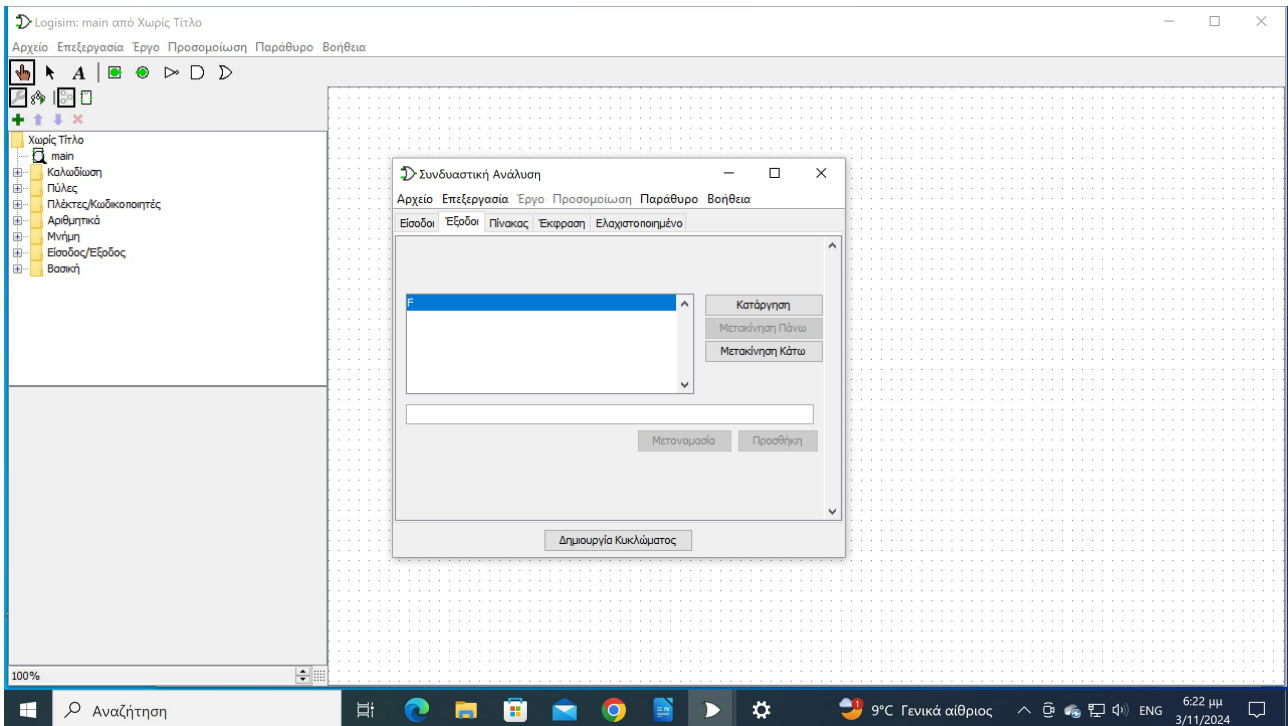 Logisim: main από Χωρίς Τίτλο
Αρχείο Επεξεργασία Έργο Προσομοίωση Παράθυρο Βοήθεια
A
Χωρίς Τίτλο
main
Καλωδίωση
Πύλες
Πλέκτες/Κωδικοποιητές
Αριθμητικά
Μνήμη
Είσοδος/Έξοδος
Βασική
Συνδυαστική Ανάλυση
Αρχείο Επεξεργασία Έργο Προσομοίωση Παράθυρο Βοήθεια
Είσοδοι Έξοδοι Πίνακας Έκφραση Ελαχιστοποιημένο
F
Κατάργηση
Μετακίνηση Πάνω
Μετακίνηση Κάτω
Μετονομασία Προσθήκη
Δημιουργία Κυκλώματος
100%
Αναζήτηση
1
9°C Γενικά αίθριος
ENG
6:22 μμ
3/11/2024